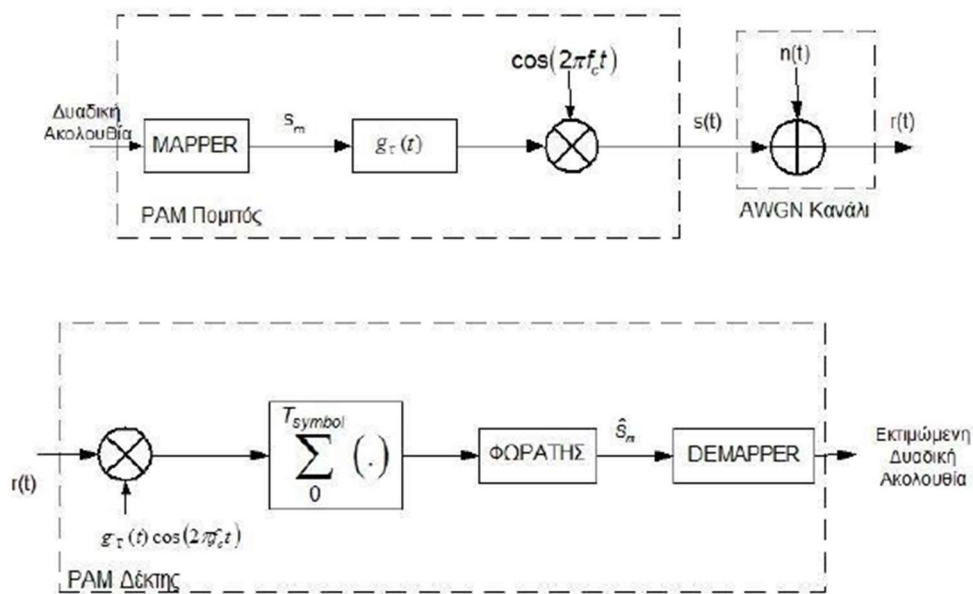 cos(2πf_c t)
n(t)
Δυαδική
Ακολουθία
s_m
s(t)
r(t)
MAPPER
g_T(t)
PAM Πομπός
AWGN Κανάλι
T_symbol
∑ (.)
0
ŝ_m
ΦΩΡΑΤΗΣ
DEMAPPER
Εκτιμώμενη
Δυαδική
Ακολουθία
r(t)
g_T(t)cos(2πf_c t)
PAM Δέκτης